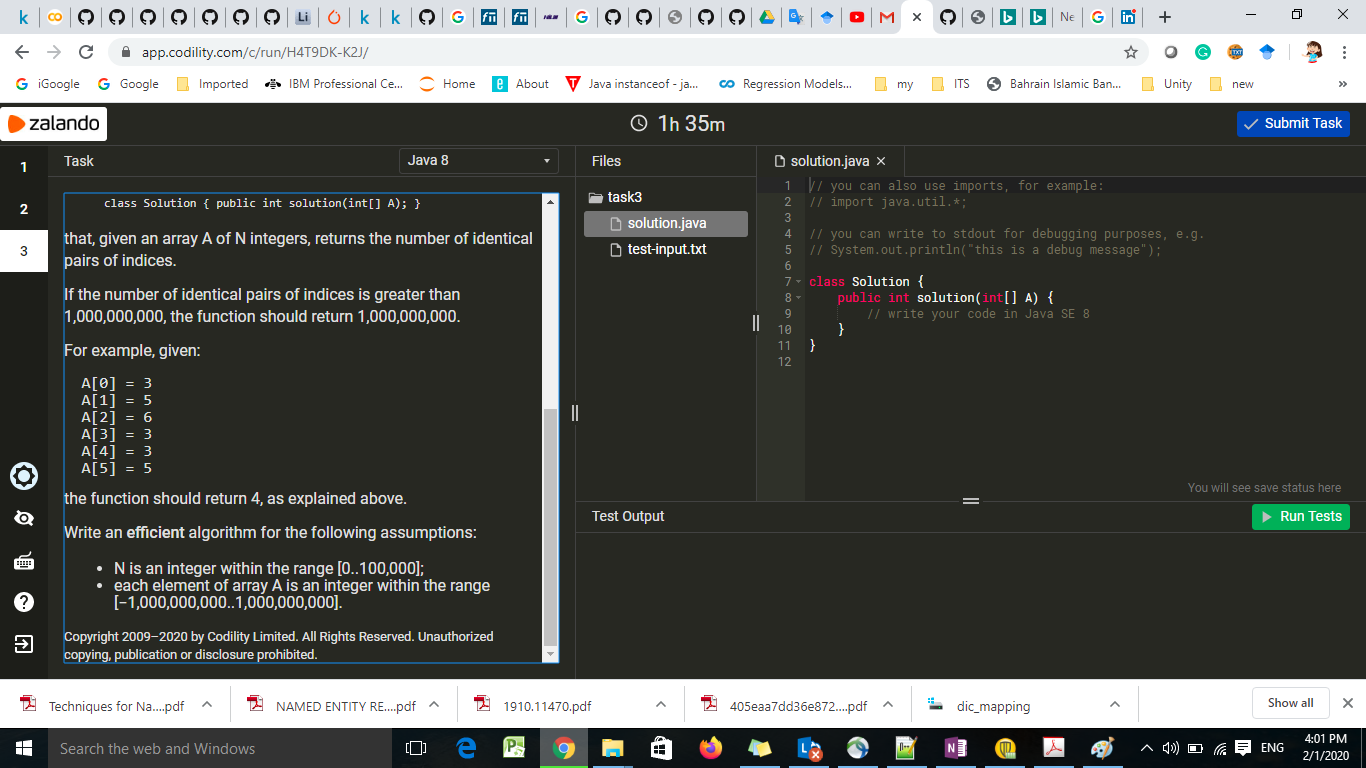 Li
Ne
app.codility.com/c/run/H4T9DK-K2J/
iGoogle
Google
Imported
IBM Professional Ce...
Home
About
Java instanceof - ja...
Regression Models...
my
ITS
Bahrain Islamic Ban...
Unity
new
»
zalando
1h 35m
Submit Task
1
2
3
Task
Java 8
class Solution { public int solution(int[] A); }
that, given an array A of N integers, returns the number of identical
pairs of indices.
If the number of identical pairs of indices is greater than
1,000,000,000, the function should return 1,000,000,000.
For example, given:
A[0] = 3
A[1] = 5
A[2] = 6
A[3] = 3
A[4] = 3
A[5] = 5
the function should return 4, as explained above.
Write an efficient algorithm for the following assumptions:
• N is an integer within the range [0..100,000];
• each element of array A is an integer within the range
[−1,000,000,000..1,000,000,000].
Copyright 2009–2020 by Codility Limited. All Rights Reserved. Unauthorized
copying, publication or disclosure prohibited.
Files
task3
solution.java
test-input.txt
solution.java ×
1 // you can also use imports, for example:
2 // import java.util.*;
3
4 // you can write to stdout for debugging purposes, e.g.
5 // System.out.println("this is a debug message");
6
7 class Solution {
8 public int solution(int[] A) {
9 // write your code in Java SE 8
10 }
11 }
12
You will see save status here
Test Output
Run Tests
Techniques for Na....pdf
NAMED ENTITY RE....pdf
1910.11470.pdf
405eaa7dd36e872....pdf
dic_mapping
Show all
Search the web and Windows
ENG
4:01 PM
2/1/2020